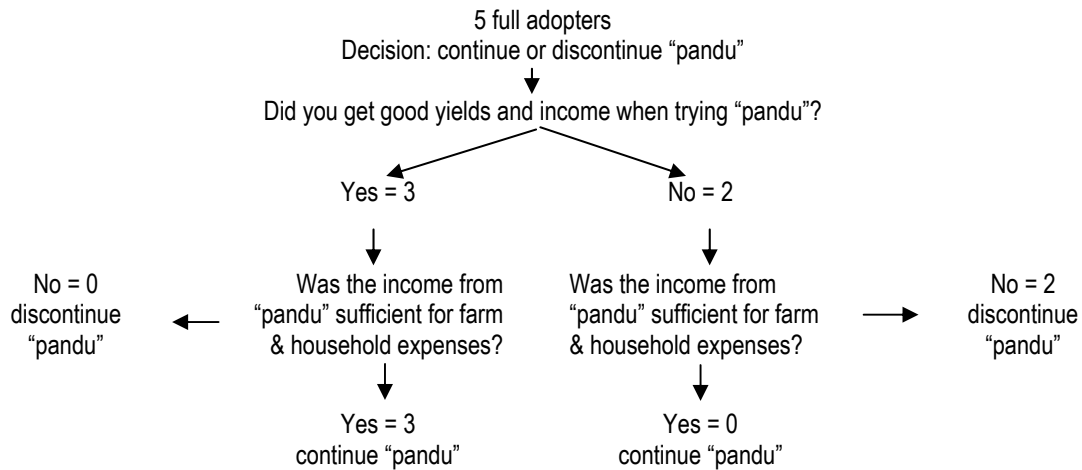 5 full adopters
Decision: continue or discontinue “pandu”
Did you get good yields and income when trying “pandu”?
Yes = 3
No = 2
No = 0
discontinue
“pandu”
Was the income from
“pandu” sufficient for farm
& household expenses?
Was the income from
“pandu” sufficient for farm
& household expenses?
No = 2
discontinue
“pandu”
Yes = 3
continue “pandu”
Yes = 0
continue “pandu”